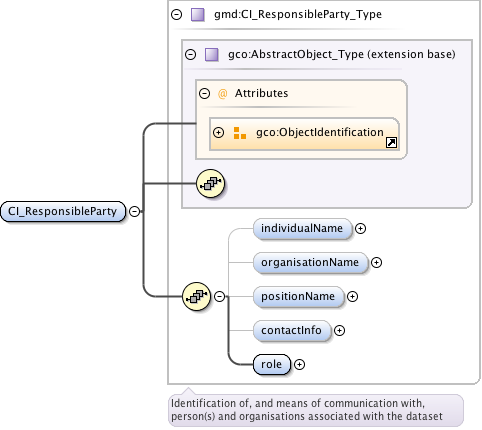 gmd:CI_ResponsibleParty_Type
gco:AbstractObject_Type (extension base)
@ Attributes
gco:ObjectIdentification
CI_ResponsibleParty
individualName
organisationName
positionName
contactInfo
role
Identification of, and means of communication with,
person(s) and organisations associated with the dataset